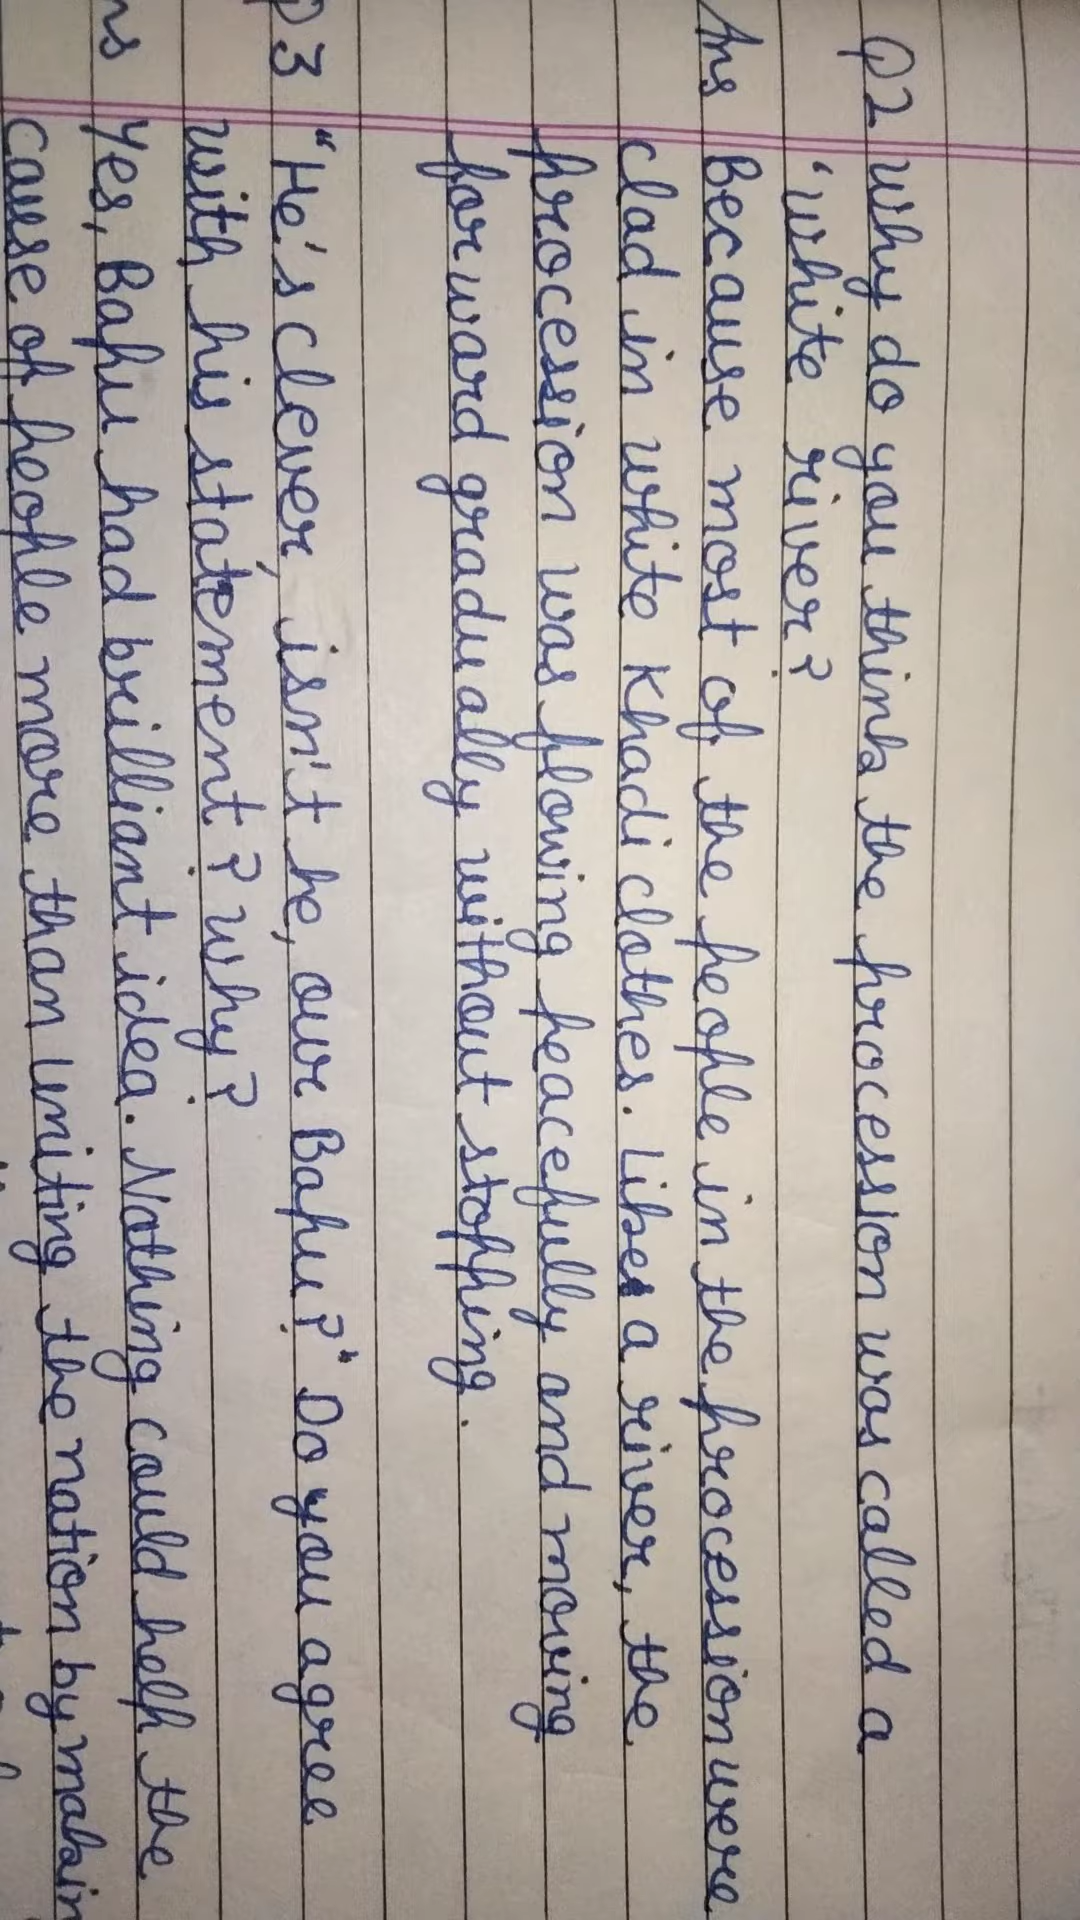 Q2 Why do you think the procession was called a
'white river?
Ans Because most of the people in the procession were
clad in white Khadi clothes. Like a river, the
procession was flowing peacefully and moving
forward gradually without stopping.
Q3 "He's clever, isn't he, our Bapu?" Do you agree
with his statement? Why?
ns Yes, Bapu had brilliant idea. Nothing could help the
cause of people more than uniting the nation by makin